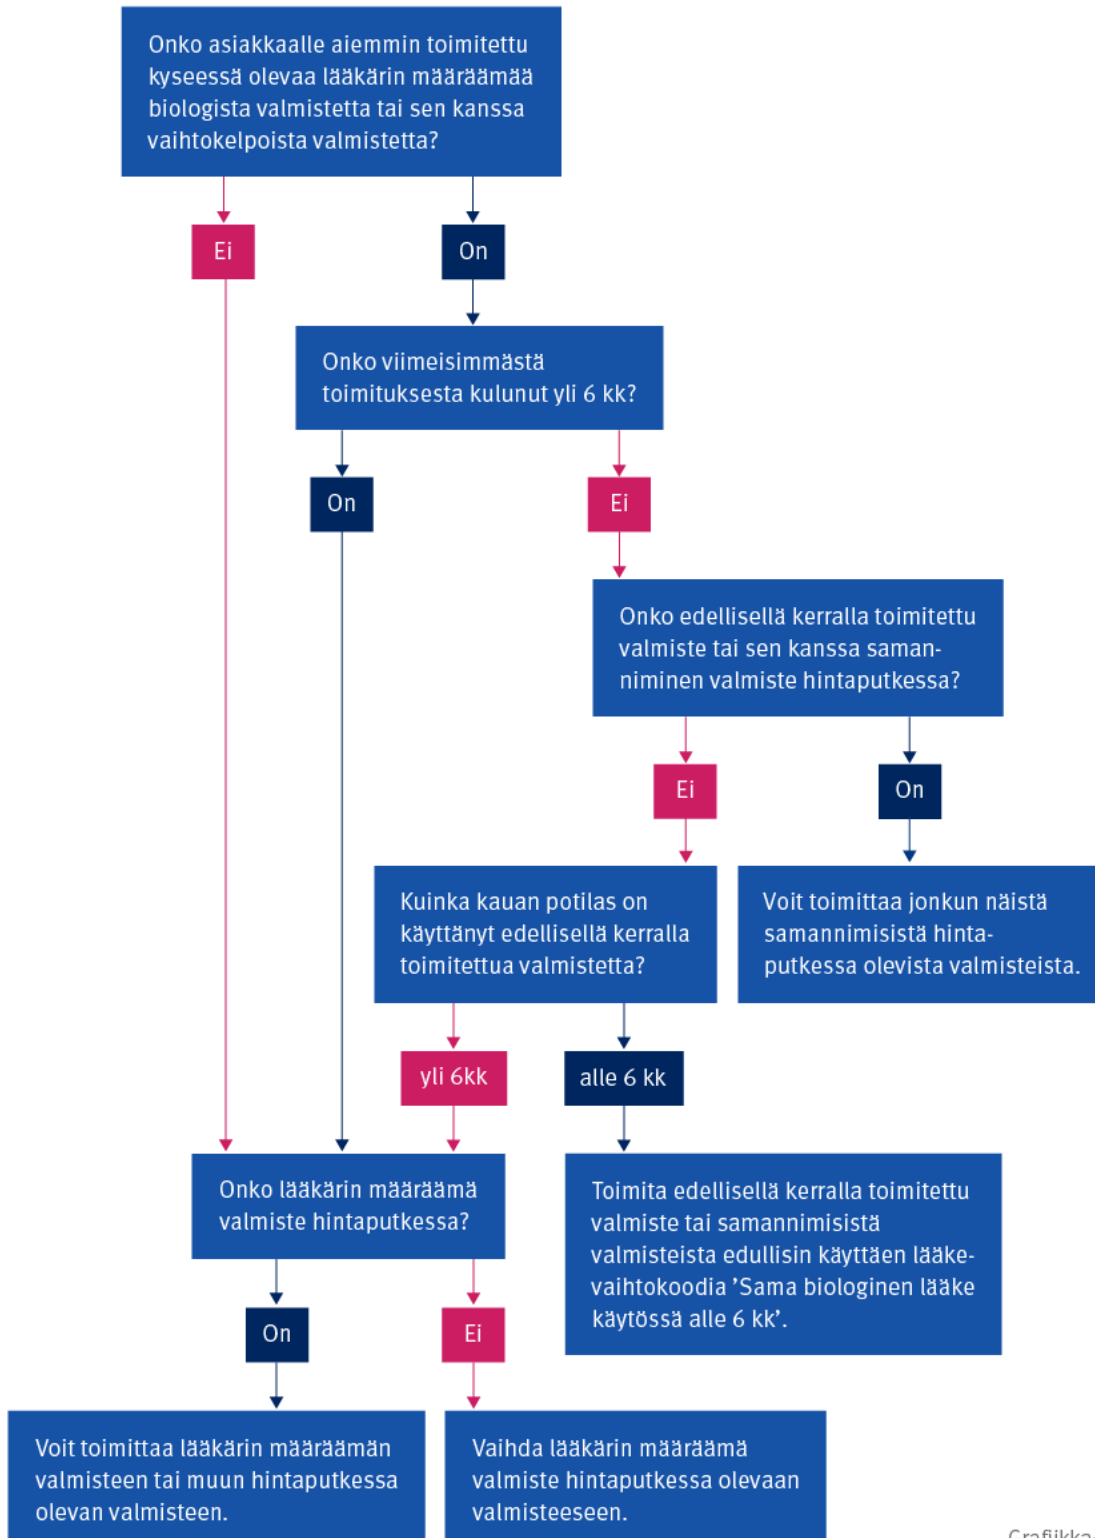 Onko asiakkaalle aiemmin toimitettu
kyseessä olevaa lääkärin määräämää
biologista valmistetta tai sen kanssa
vaihtokelpoista valmistetta?
Ei
On
Onko viimeisimmästä
toimituksesta kulunut yli 6 kk?
On
Ei
Onko edellisellä kerralla toimitettu
valmiste tai sen kanssa saman-
niminen valmiste hintaputkessa?
Ei
On
Kuinka kauan potilas on
käyttänyt edellisellä kerralla
toimitettua valmistetta?
Voit toimittaa jonkun näistä
samannimisistä hinta-
putkessa olevista valmisteista.
yli 6kk
alle 6 kk
Onko lääkärin määräämä
valmiste hintaputkessa?
Toimita edellisellä kerralla toimitettu
valmiste tai samannimisistä
valmisteista edullisin käyttäen lääke-
vaihtokoodia ’Sama biologinen lääke
käytössä alle 6 kk’.
On
Ei
Voit toimittaa lääkärin määräämän
valmisteen tai muun hintaputkessa
olevan valmisteen.
Vaihda lääkärin määräämä
valmiste hintaputkessa olevaan
valmisteeseen.